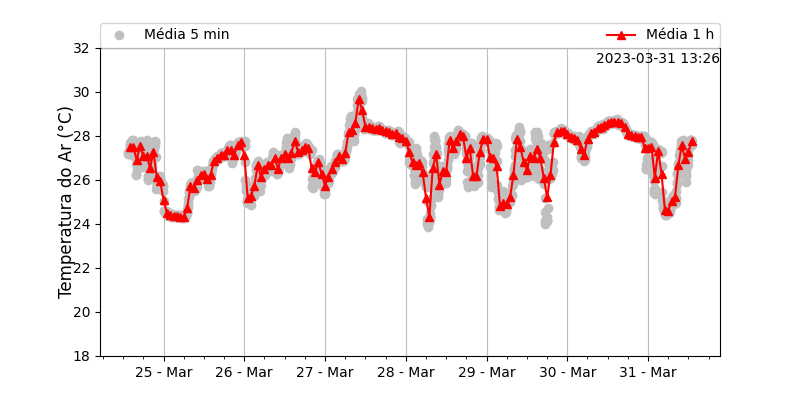 Média 5 min
Média 1 h
2023-03-31 13:26
Temperatura do Ar (°C)
32
30
28
26
24
22
20
18
25 - Mar
26 - Mar
27 - Mar
28 - Mar
29 - Mar
30 - Mar
31 - Mar